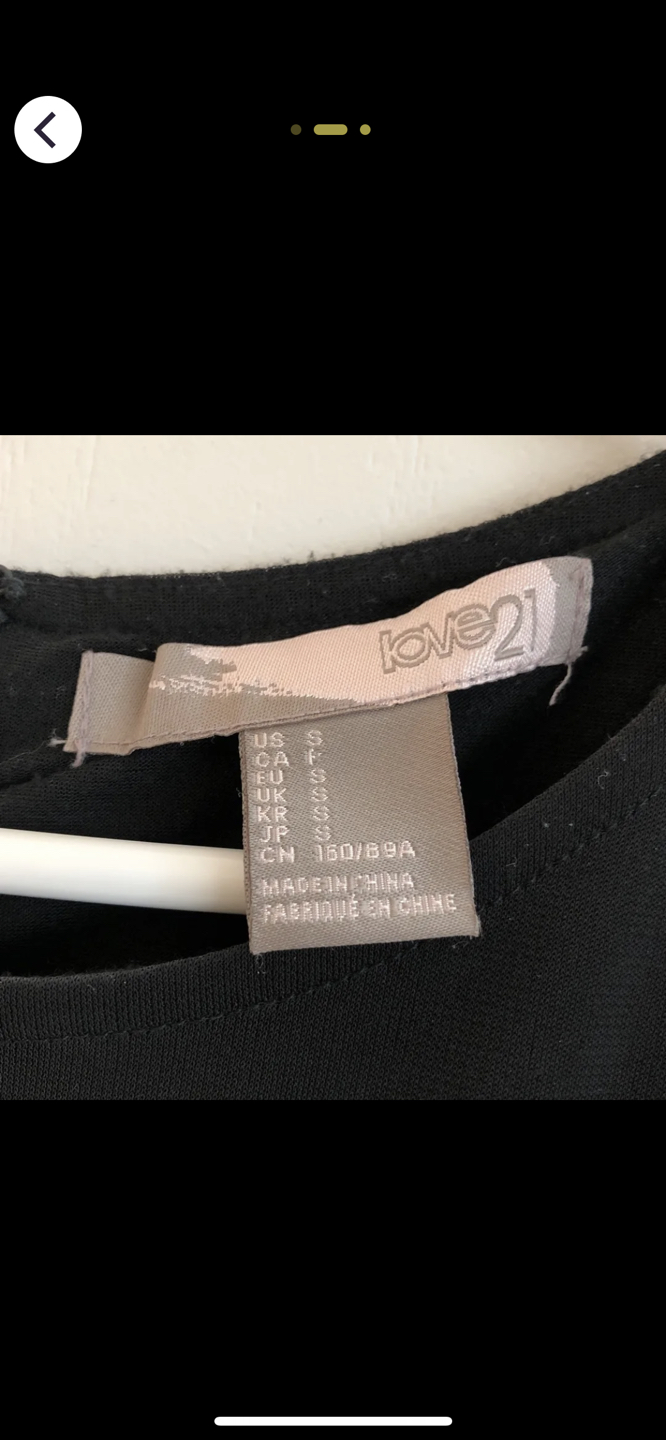 love21
US S
CA P
EU S
UK S
KR S
JP S
CN 160/89A
MADE IN CHINA
FABRIQUÉ EN CHINE